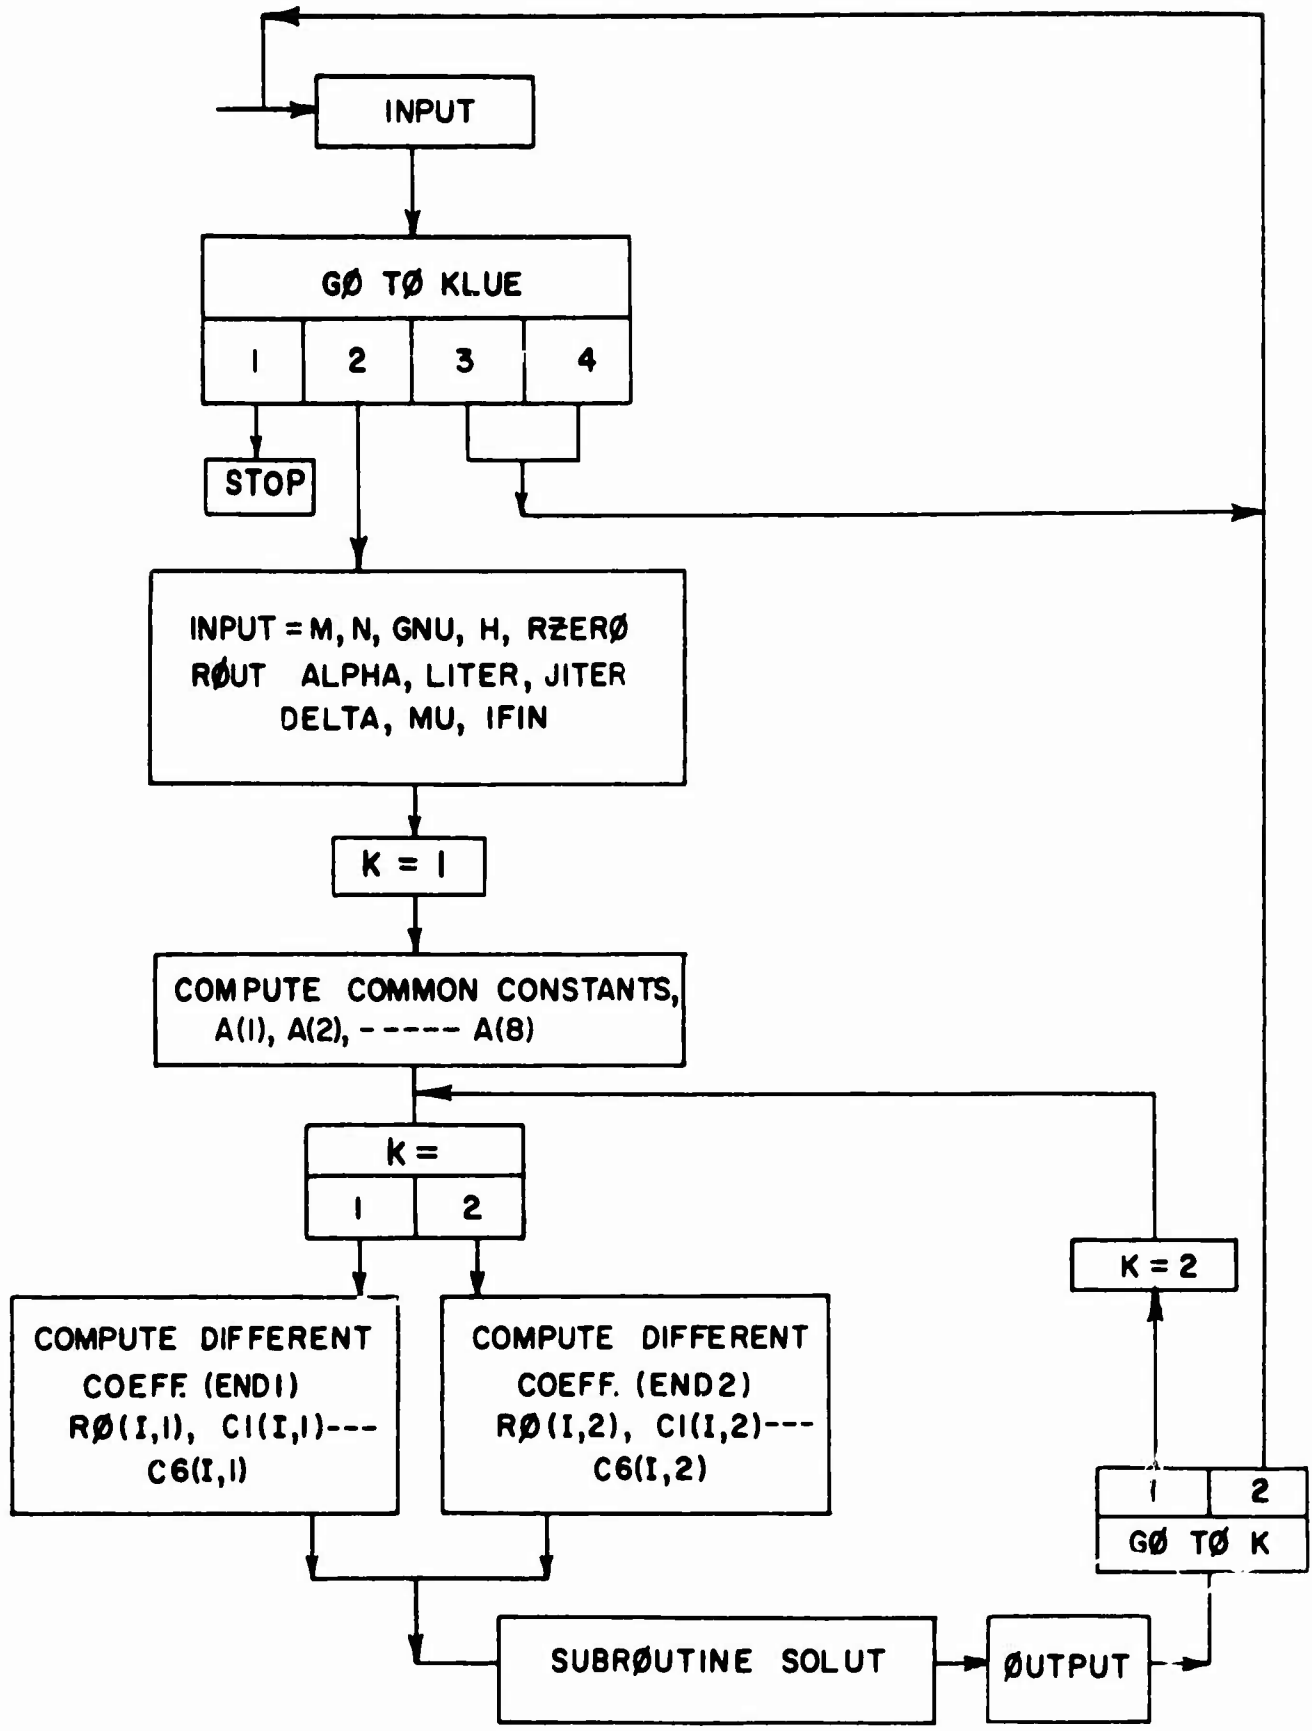 INPUT
GØ TØ KLUE
1 2 3 4
STOP
INPUT = M, N, GNU, H, RZERØ
RØUT ALPHA, LITER, JITER
DELTA, MU, IFIN
K = 1
COMPUTE COMMON CONSTANTS,
A(1), A(2), ----- A(8)
K =
1 2
K = 2
COMPUTE DIFFERENT
COEFF. (END1)
RØ(I,1), C1(I,1)---
C6(I,1)
COMPUTE DIFFERENT
COEFF. (END2)
RØ(I,2), C1(I,2)---
C6(I,2)
1 2
GØ TØ K
SUBRØUTINE SOLUT
ØUTPUT